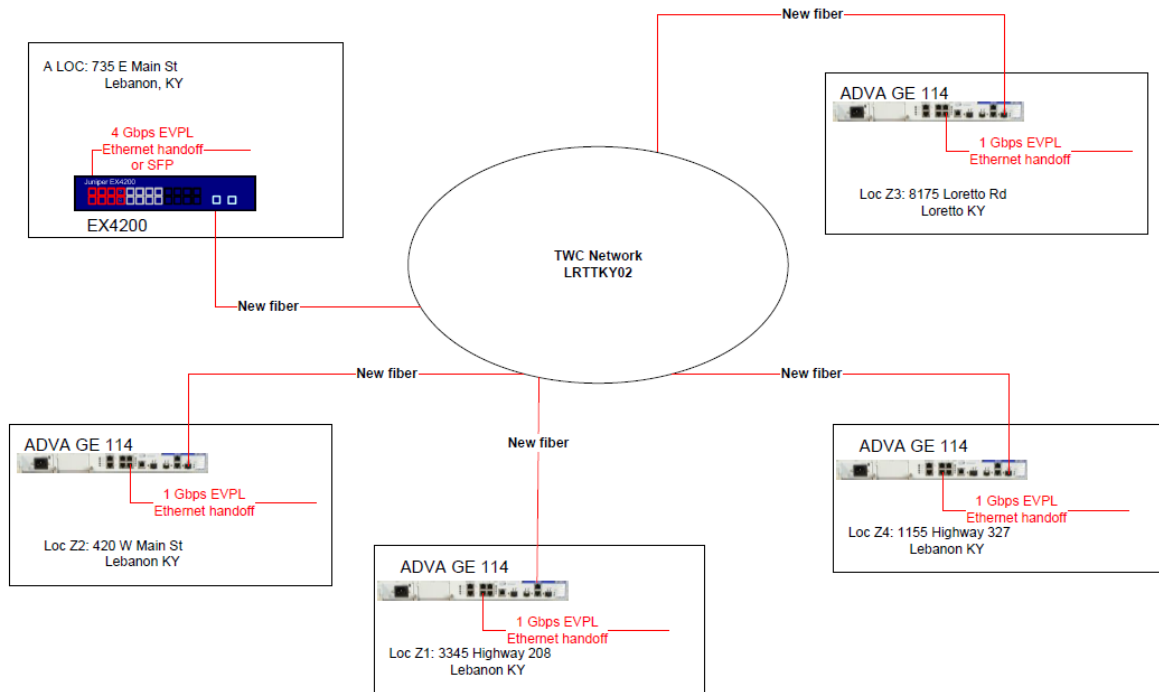 New fiber
A LOC: 735 E Main St
Lebanon, KY
4 Gbps EVPL
Ethernet handoff
or SFP
Juniper EX4200
EX4200
ADVA GE 114
1 Gbps EVPL
Ethernet handoff
Loc Z3: 8175 Loretto Rd
Loretto KY
TWC Network
LRTTKY02
New fiber
New fiber
New fiber
New fiber
ADVA GE 114
1 Gbps EVPL
Ethernet handoff
Loc Z2: 420 W Main St
Lebanon KY
ADVA GE 114
1 Gbps EVPL
Ethernet handoff
Loc Z4: 1155 Highway 327
Lebanon KY
ADVA GE 114
1 Gbps EVPL
Ethernet handoff
Loc Z1: 3345 Highway 208
Lebanon KY